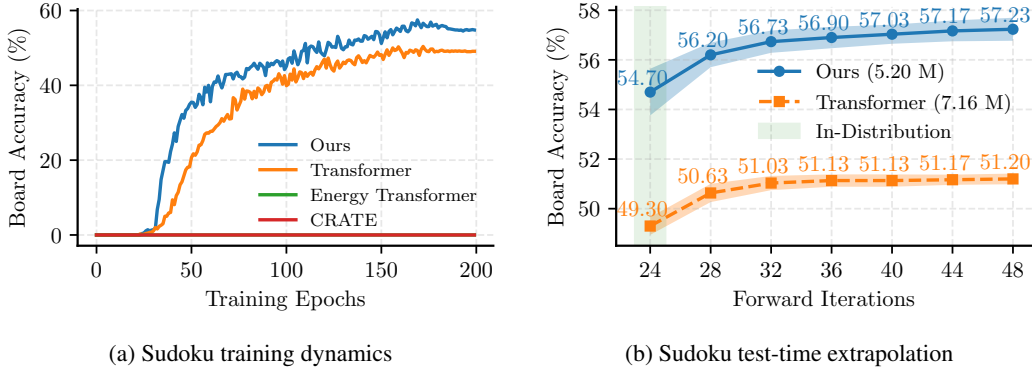 60
40
20
0
Board Accuracy (%)
Ours
Transformer
Energy Transformer
CRATE
0 50 100 150 200
Training Epochs
(a) Sudoku training dynamics
58
56
54
51
50
Board Accuracy (%)
54.70 56.20 56.73 56.90 57.03 57.17 57.23
Ours (5.20 M)
Transformer (7.16 M)
In-Distribution
49.30 50.63 51.03 51.13 51.13 51.17 51.20
24 28 32 36 40 44 48
Forward Iterations
(b) Sudoku test-time extrapolation